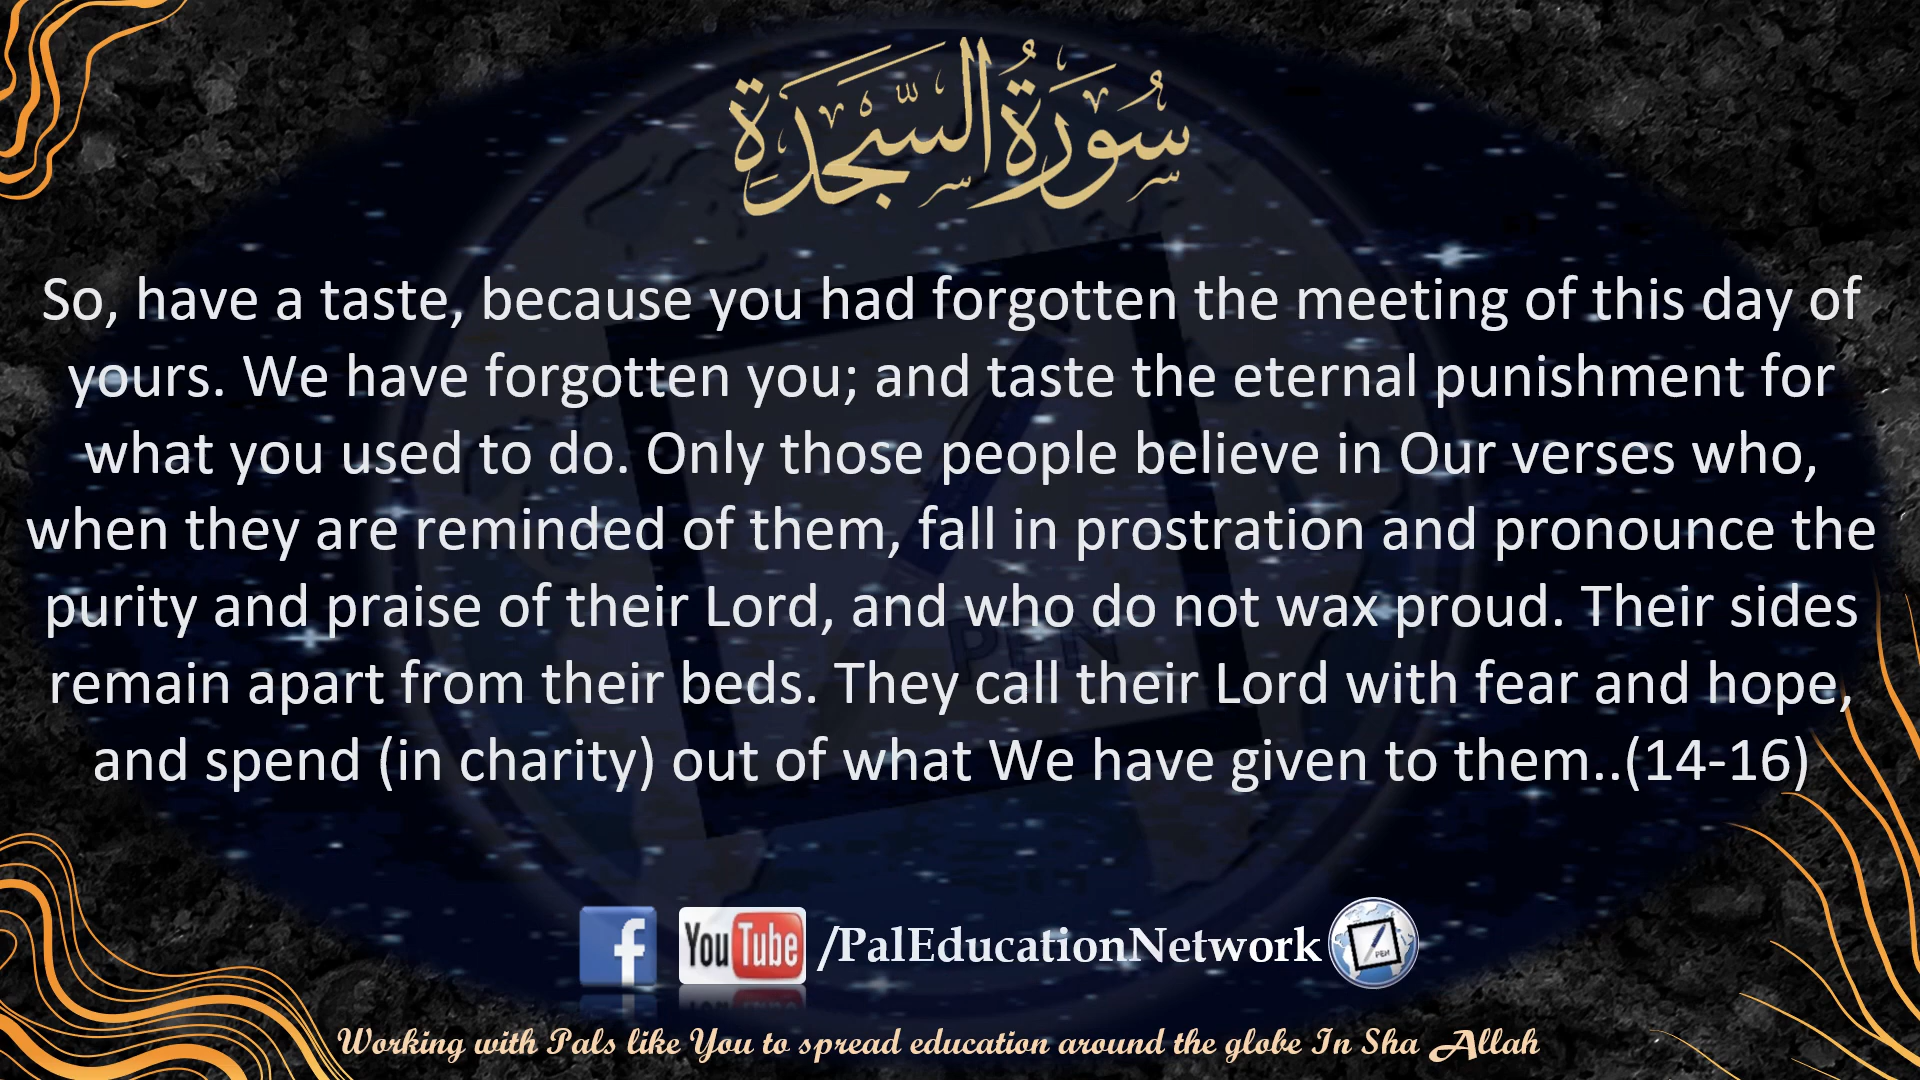 سُورَةُ السَّجْدَةِ
So, have a taste, because you had forgotten the meeting of this day of
yours. We have forgotten you; and taste the eternal punishment for
what you used to do. Only those people believe in Our verses who,
when they are reminded of them, fall in prostration and pronounce the
purity and praise of their Lord, and who do not wax proud. Their sides
remain apart from their beds. They call their Lord with fear and hope,
and spend (in charity) out of what We have given to them..(14-16)
PEN
f YouTube /PalEducationNetwork PEN
Working with Pals like You to spread education around the globe In Sha Allah